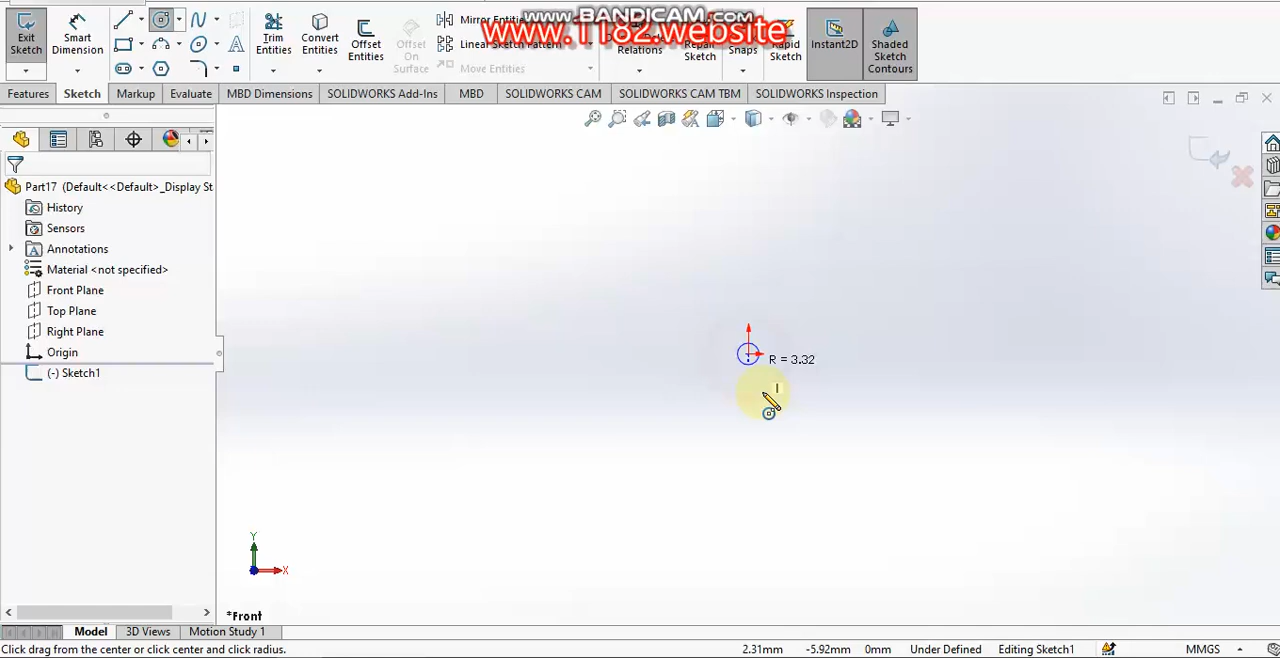 www.BANDICAM.com
www.1182.website
Exit Sketch
Smart Dimension
Trim Entities
Convert Entities
Offset Entities
Offset On Surface
Mirror Entities
Linear Sketch Pattern
Move Entities
Relations
Repair Sketch
Snaps
Rapid Sketch
Instant2D
Shaded Sketch Contours
Features
Sketch
Markup
Evaluate
MBD Dimensions
SOLIDWORKS Add-Ins
MBD
SOLIDWORKS CAM
SOLIDWORKS CAM TBM
SOLIDWORKS Inspection
Part17 (Default<<Default>_Display St
History
Sensors
Annotations
Material <not specified>
Front Plane
Top Plane
Right Plane
Origin
(-) Sketch1
R = 3.32
Y
X
*Front
Model
3D Views
Motion Study 1
Click drag from the center or click center and click radius.
2.31mm
-5.92mm
0mm
Under Defined
Editing Sketch1
MMGS